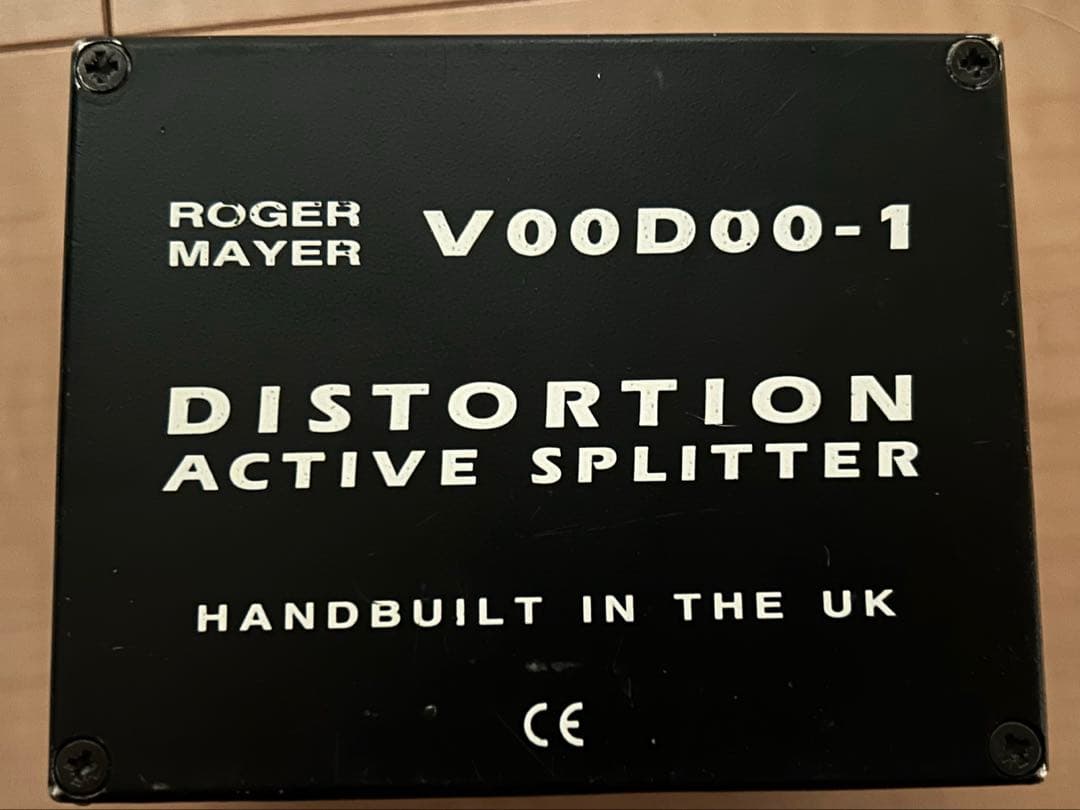 ROGER MAYER VOODOO-1
DISTORTION
ACTIVE SPLITTER
HANDBUILT IN THE UK
CE